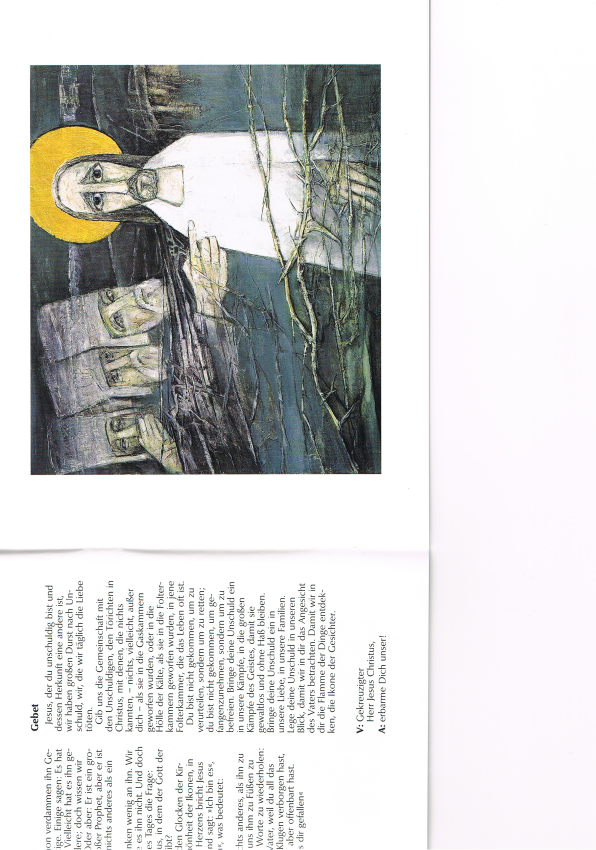 on verdammen ihn Ge-
ige. Einige sagen: Es hat
Vielleicht hat es ihn ge-
lere; doch wissen wir
Oder aber: Er ist ein gro-
ßer Prophet, aber er ist
nichts anderes als ein
nken wenig an ihn. Wir
e es ihn nicht. Und doch
es Tages die Frage:
us, in dem der Gott der
ibt?
den Glocken der Kir-
önheit der Ikonen, in
Herzens bricht Jesus
nd sagt: »Ich bin es«,
was bedeutet
hts anderes, als ihn zu
uns ihm zu Füßen zu
Worte zu wiederholen:
Vater, weil du all das
Klugen verborgen hast,
aber offenbart hast.
s dir gefallen«
Gebet
Jesus, der du unschuldig bist und
dessen Herkunft eine andere ist,
wir haben großen Durst nach Un-
schuld, wir, die wir täglich die Liebe
töten.
Gib uns die Gemeinschaft mit
den Unschuldigen, den Törichten in
Christus, mit denen, die nichts
kannten, – nichts, vielleicht, außer
dich – als sie in die Gaskammern
geworfen wurden, oder in die
Hölle der Kälte, als sie in die Folter-
kammern geworfen wurden, in jene
Folterkammer, die das Leben oft ist.
Du bist nicht gekommen, um zu
verurteilen, sondern um zu retten;
du bist nicht gekommen, um ge-
fangenzunehmen, sondern um zu
befreien. Bringe deine Unschuld ein
in unsere Kämpfe, in die großen
Kämpfe des Geistes, damit sie
gewaltlos und ohne Haß bleiben.
Bringe deine Unschuld ein in
unsere Liebe, in unsere Familien.
Lege deine Unschuld in unseren
Blick, damit wir in dir das Angesicht
des Vaters betrachten. Damit wir in
dir die Flamme der Dinge entdek-
ken, die Ikone der Gesichter.
V: Gekreuzigter
Herr Jesus Christus,
A: erbarme Dich unser!